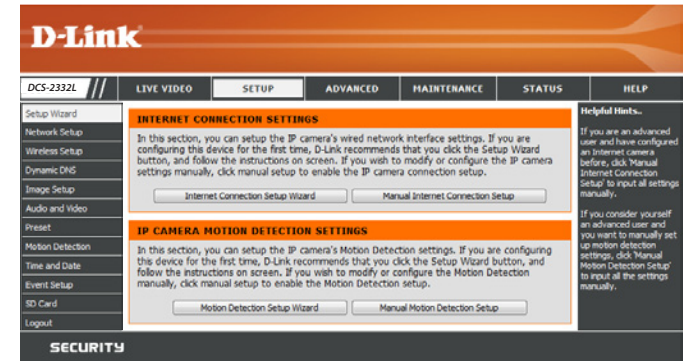 D-Link
DCS-2332L // LIVE VIDEO SETUP ADVANCED MAINTENANCE STATUS HELP
Setup Wizard
Network Setup
Wireless Setup
Dynamic DNS
Image Setup
Audio and Video
Preset
Motion Detection
Time and Date
Event Setup
SD Card
Logout
INTERNET CONNECTION SETTINGS
In this section, you can setup the IP camera's wired network interface settings. If you are
configuring this device for the first time, D-Link recommends that you click the Setup Wizard
button, and follow the instructions on screen. If you wish to modify or configure the IP camera
settings manually, click manual setup to enable the IP camera connection setup.
Internet Connection Setup Wizard Manual Internet Connection Setup
IP CAMERA MOTION DETECTION SETTINGS
In this section, you can setup the IP camera's Motion Detect settings. If you are configuring
this device for the first time, D-Link recommends that you click the Setup Wizard button, and
follow the instructions on screen. If you wish to modify or configure the Motion Detection
manually, click manual setup to enable the Motion Detection setup.
Motion Detection Setup Wizard Manual Motion Detection Setup
Helpful Hints..
If you are an advanced
user and have configured
an Internet camera
before, click 'Manual
Internet Connection
Setup' to input all settings
manually.
If you consider yourself
an advanced user and
you want to manually set
up motion detection
settings, click 'Manual
Motion Detection Setup'
to input all the settings
manually.
SECURITY